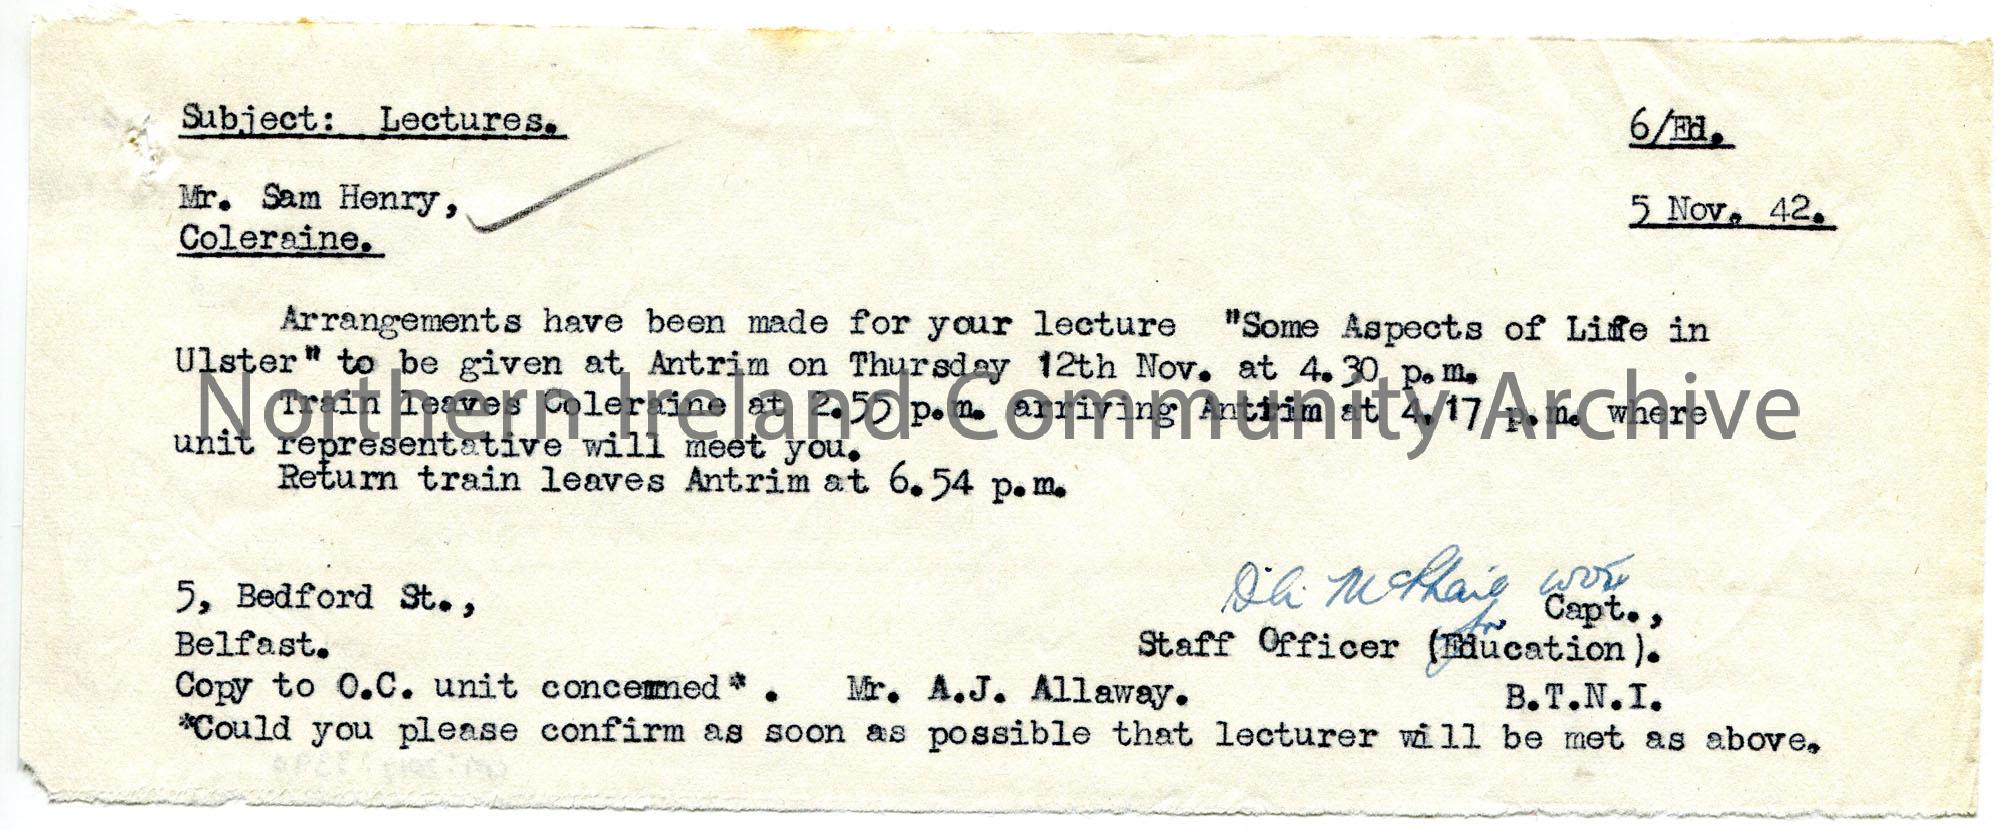 Subject: Lectures.
6/Ed.
Mr. Sam Henry,
5 Nov. 42.
Coleraine.
Arrangements have been made for your lecture "Some Aspects of Life in
Ulster" to be given at Antrim on Thursday 12th Nov. at 4.30 p.m.
Train leaves Coleraine at 2.55 p.m. arriving Antrim at 4.17 p.m. where
unit representative will meet you.
Return train leaves Antrim at 6.54 p.m.
Northern Ireland Community Archive
McPhail
for
5, Bedford St., Capt.,
Belfast. Staff Officer (Education).
Copy to O.C. unit concerned*. Mr. A.J. Allaway. B.T.N.I.
*Could you please confirm as soon as possible that lecturer will be met as above.